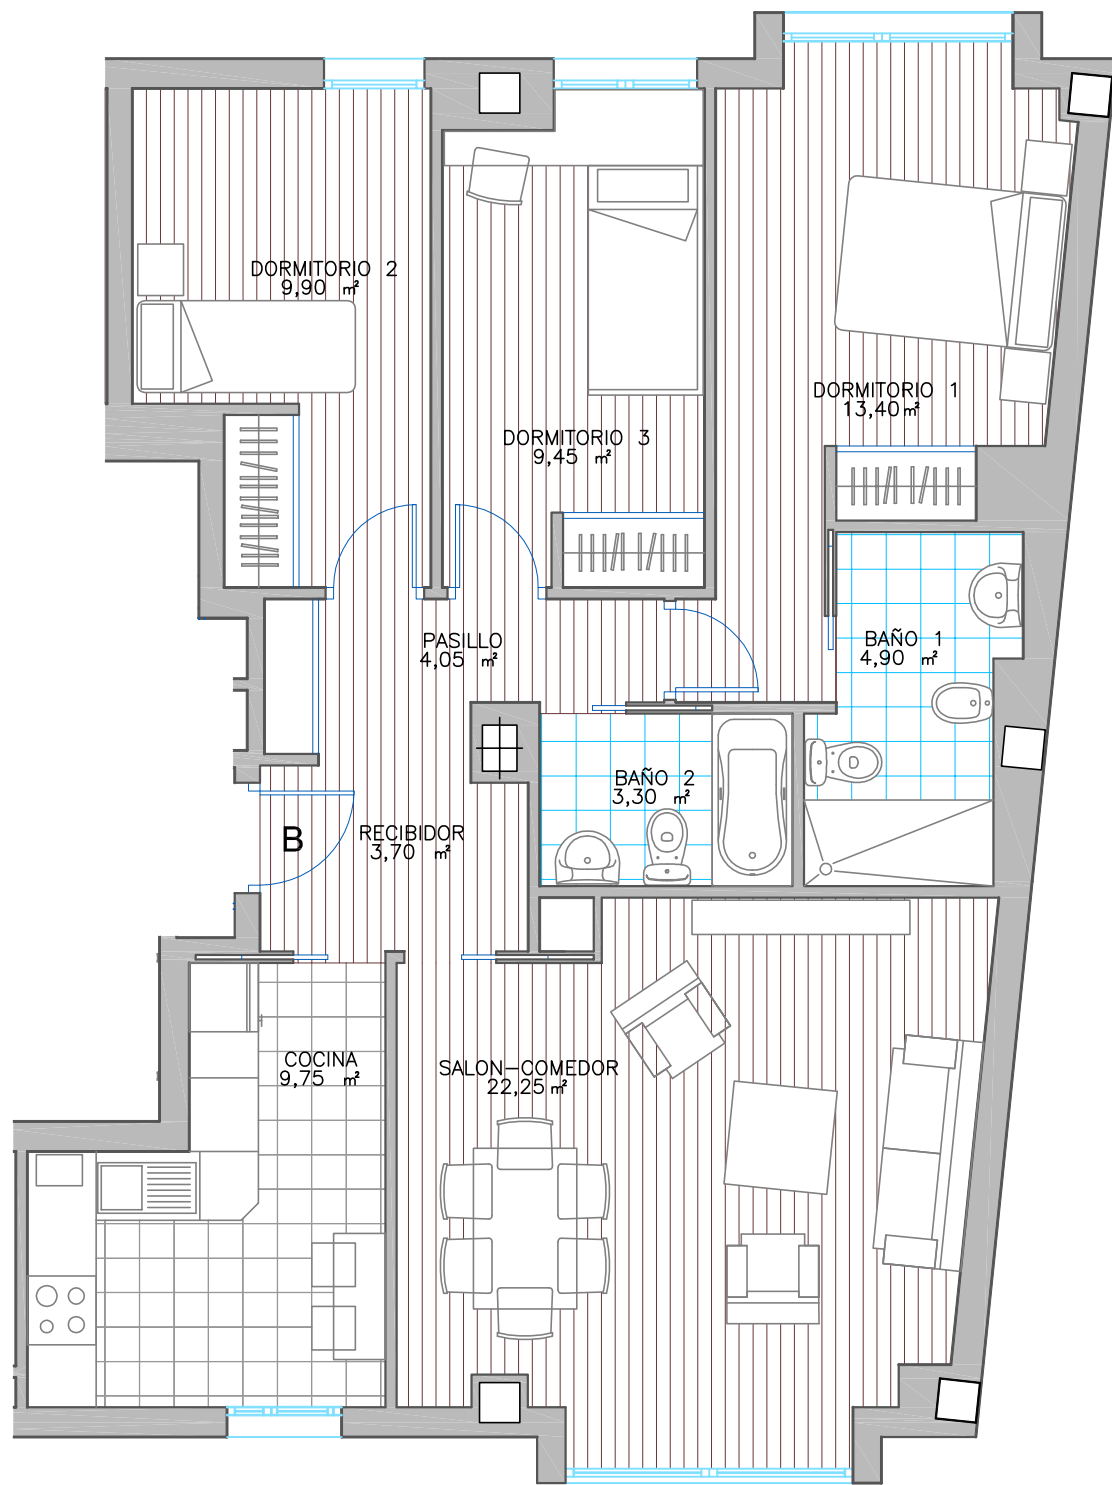 DORMITORIO 2
9,90 m²
DORMITORIO 1
13,40 m²
DORMITORIO 3
9,45 m²
PASILLO
4,05 m²
BAÑO 1
4,90 m²
BAÑO 2
3,30 m²
B
RECIBIDOR
3,70 m²
COCINA
9,75 m²
SALON-COMEDOR
22,25 m²